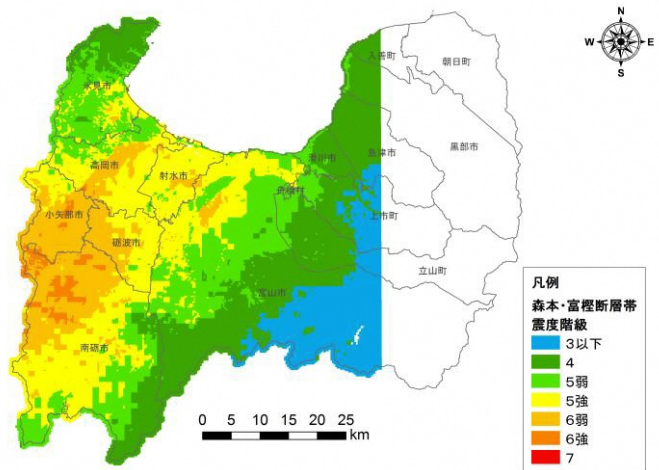 N
W E
S
入善町
朝日町
氷見市
黒部市
滑川市
魚津市
高岡市
射水市
舟橋村
小矢部市
上市町
砺波市
立山町
富山市
南砺市
凡例
森本・富樫断層帯
震度階級
3以下
4
5弱
5強
6弱
6強
7
0 5 10 15 20 25
km